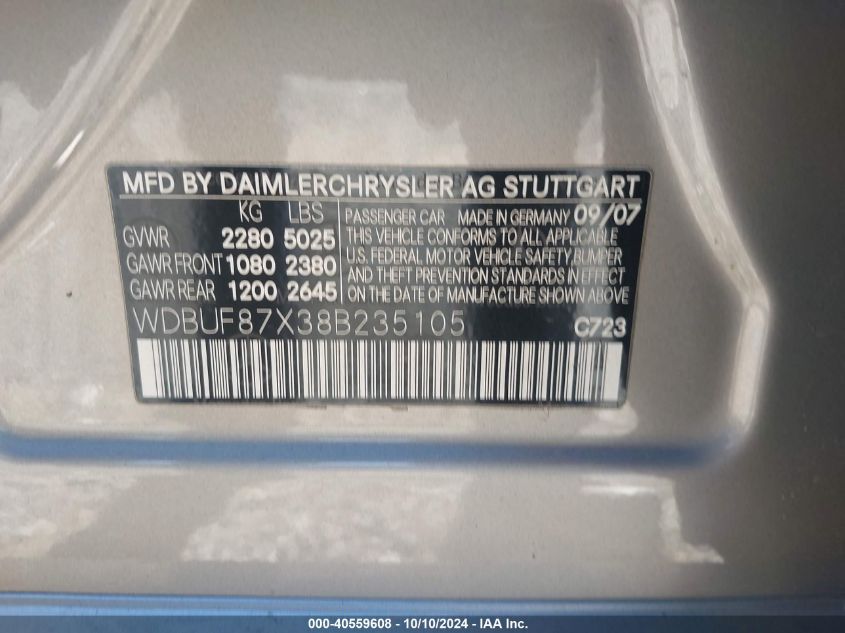 MFD BY DAIMLERCHRYSLER AG STUTTGART
KG LBS
GVWR 2280 5025
GAWR FRONT 1080 2380
GAWR REAR 1200 2645
PASSENGER CAR MADE IN GERMANY 09/07
THIS VEHICLE CONFORMS TO ALL APPLICABLE
U.S. FEDERAL MOTOR VEHICLE SAFETY BUMPER
AND THEFT PREVENTION STANDARDS IN EFFECT
ON THE DATE OF MANUFACTURE SHOWN ABOVE
WDBUF87X38B235105 C723
000-40559608 - 10/10/2024 - IAA Inc.